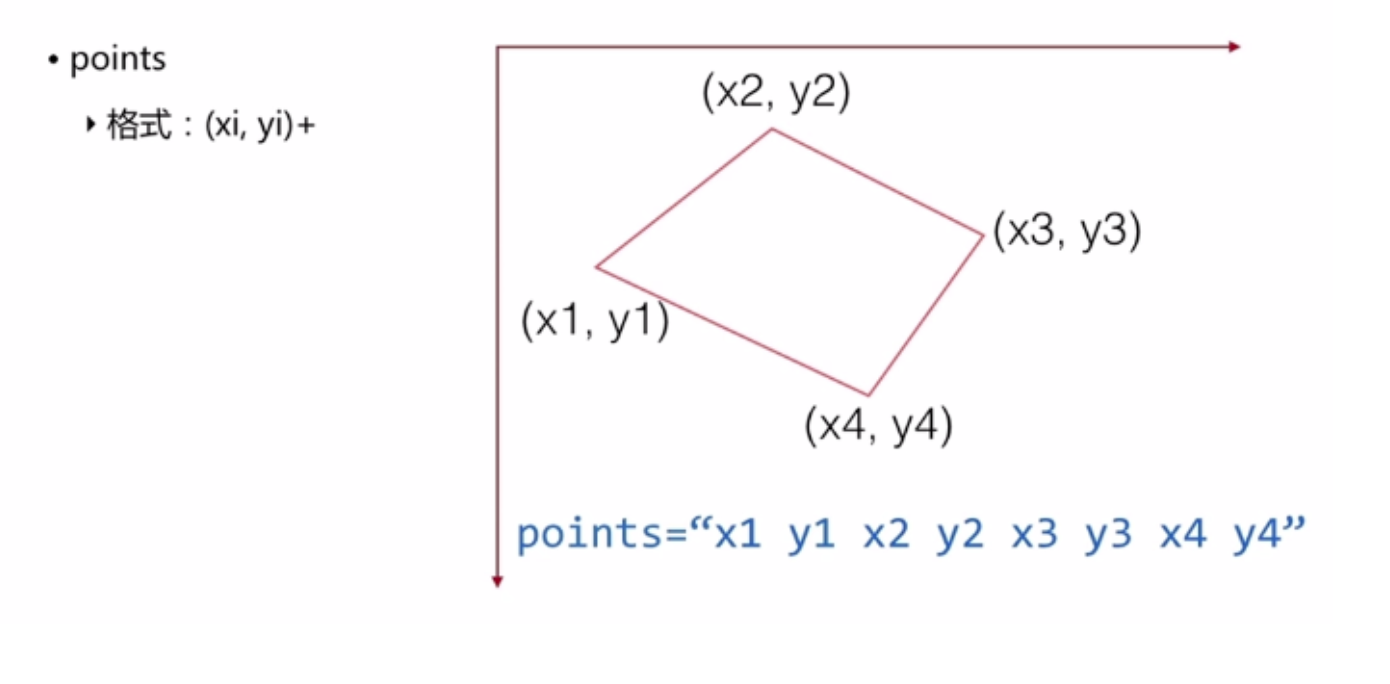 • points
‣ 格式：(xi, yi)+
(x2, y2)
(x3, y3)
(x1, y1)
(x4, y4)
points=“x1 y1 x2 y2 x3 y3 x4 y4”